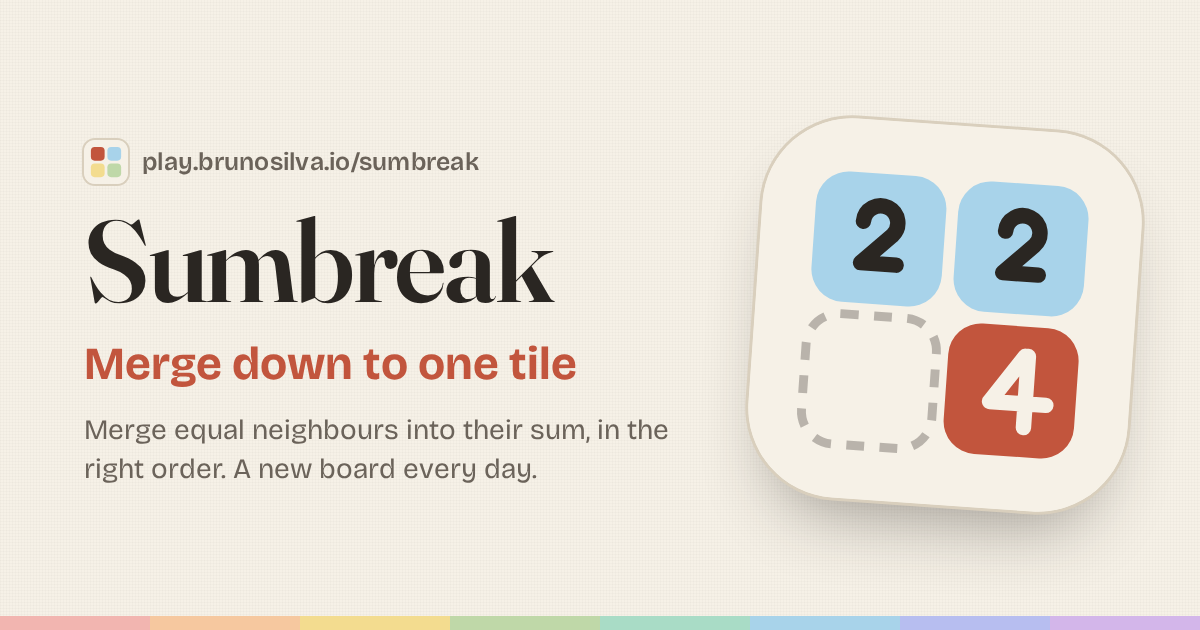 play.brunosilva.io/sumbreak
Sumbreak
Merge down to one tile
Merge equal neighbours into their sum, in the
right order. A new board every day.
2 2
4